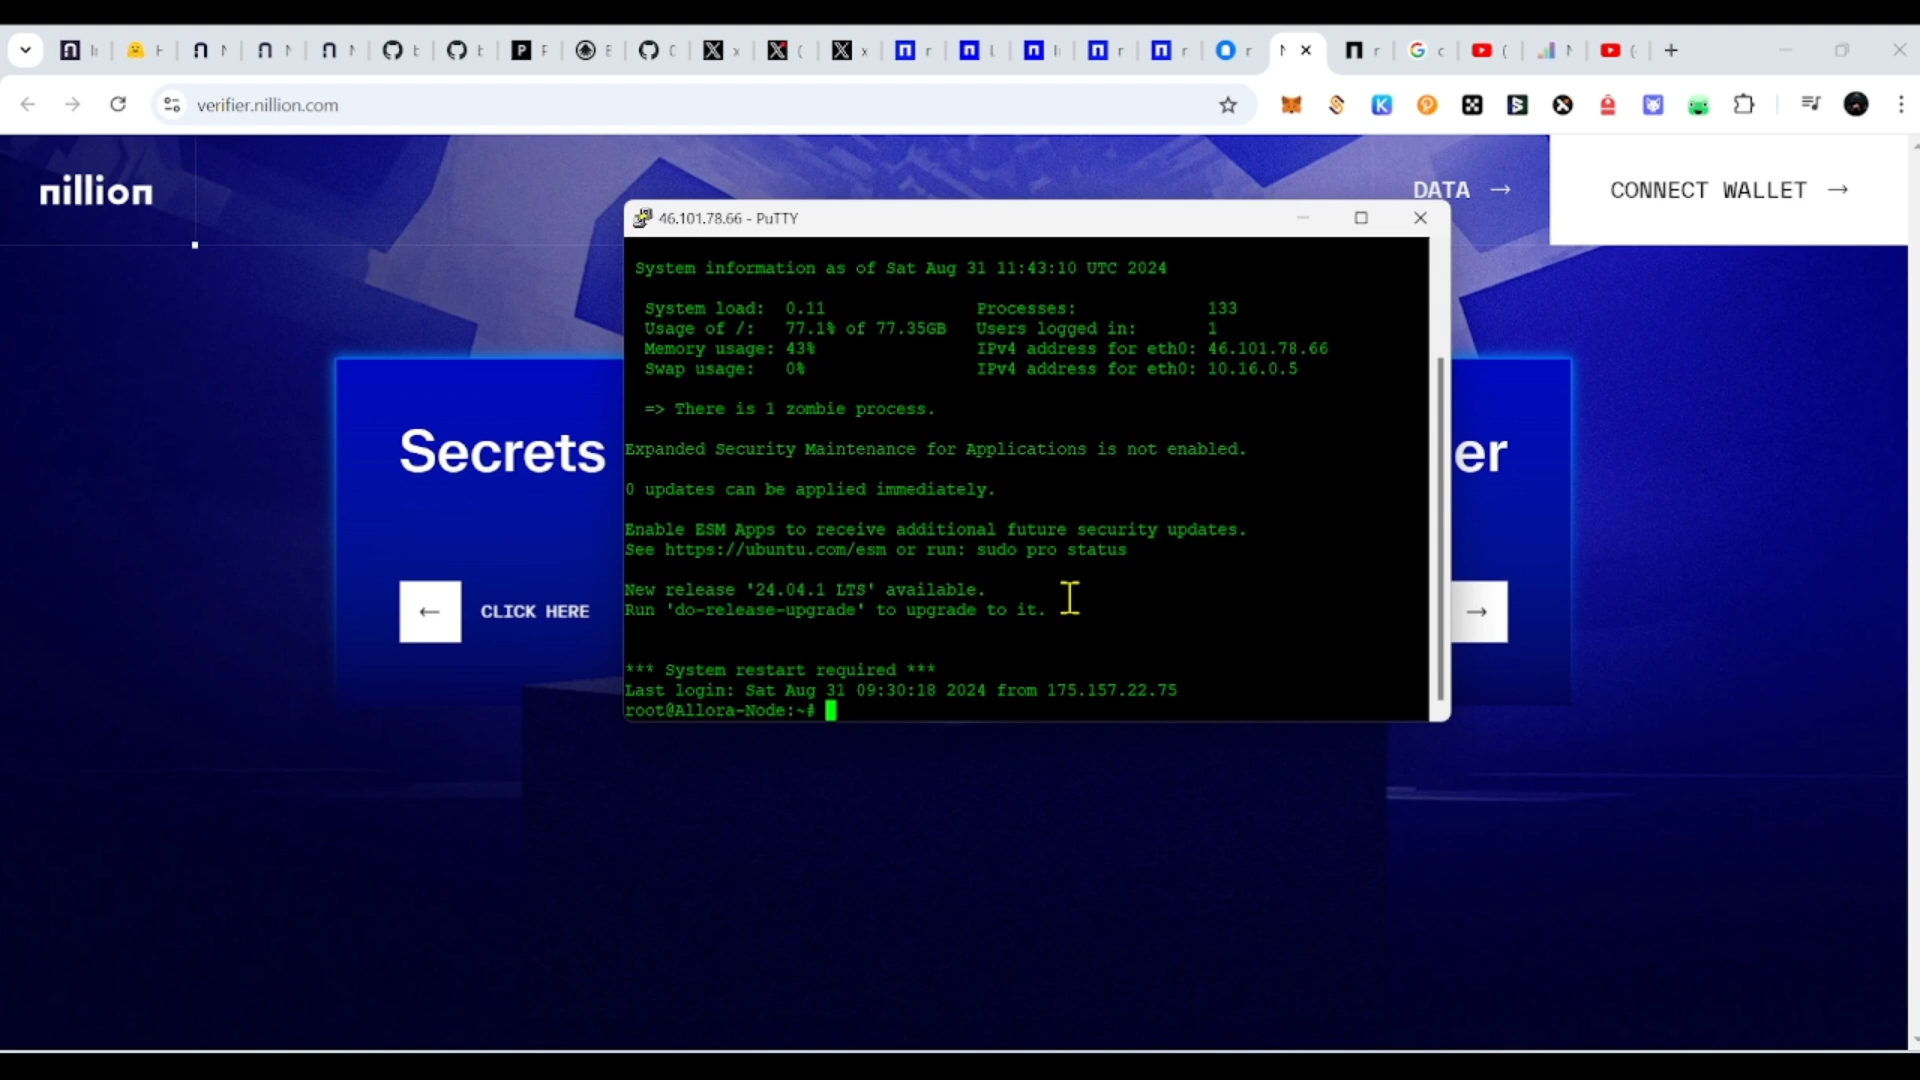 verifier.nillion.com
nillion
DATA →
CONNECT WALLET →
46.101.78.66 - PuTTY
System information as of Sat Aug 31 11:43:10 UTC 2024
System load: 0.11 Processes: 133
Usage of /: 77.1% of 77.35GB Users logged in: 1
Memory usage: 43% IPv4 address for eth0: 46.101.78.66
Swap usage: 0% IPv4 address for eth0: 10.16.0.5
=> There is 1 zombie process.
Expanded Security Maintenance for Applications is not enabled.
0 updates can be applied immediately.
Enable ESM Apps to receive additional future security updates.
See https://ubuntu.com/esm or run: sudo pro status
New release '24.04.1 LTS' available.
Run 'do-release-upgrade' to upgrade to it.
*** System restart required ***
Last login: Sat Aug 31 09:30:18 2024 from 175.157.22.75
root@Allora-Node:~#
Secrets
er
← CLICK HERE
→